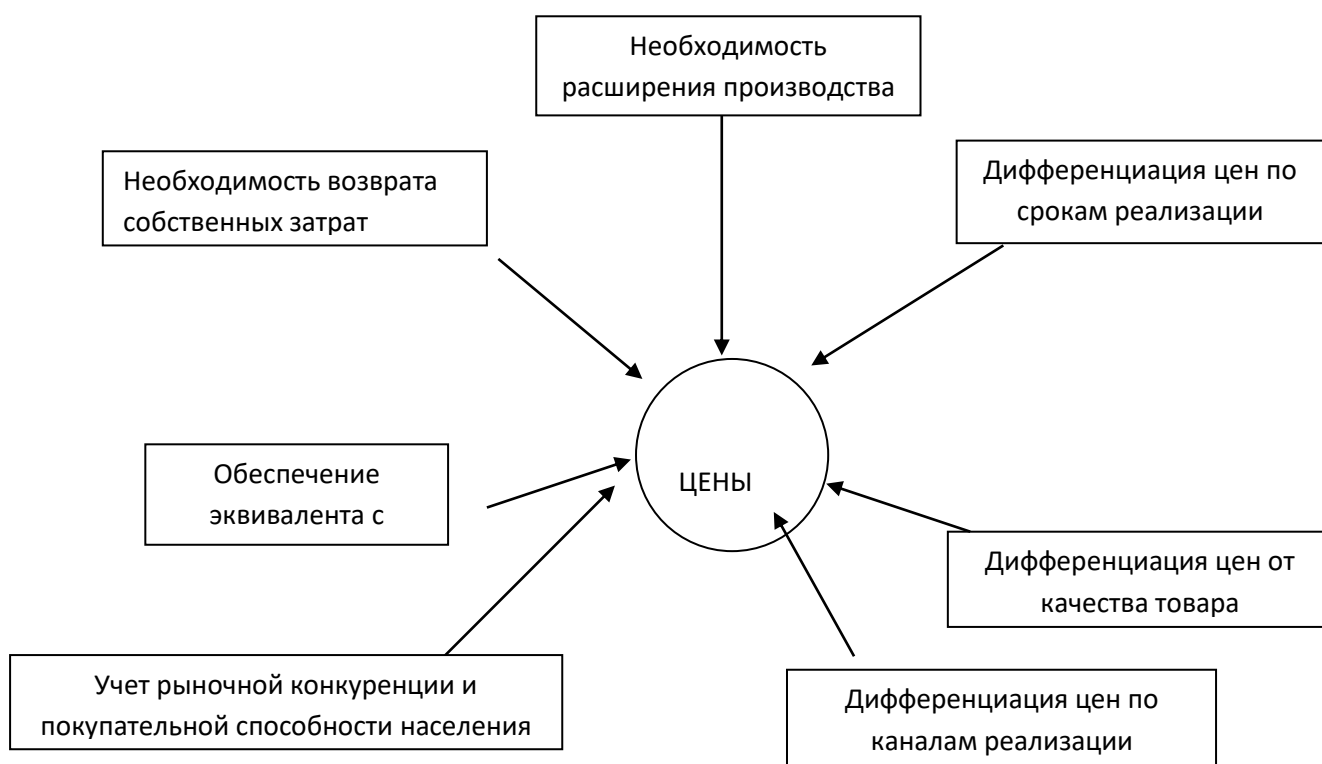 Необходимость
расширения производства
Необходимость возврата
собственных затрат
Дифференциация цен по
срокам реализации
Обеспечение
эквивалента с
ЦЕНЫ
Дифференциация цен от
качества товара
Учет рыночной конкуренции и
покупательной способности населения
Дифференциация цен по
каналам реализации